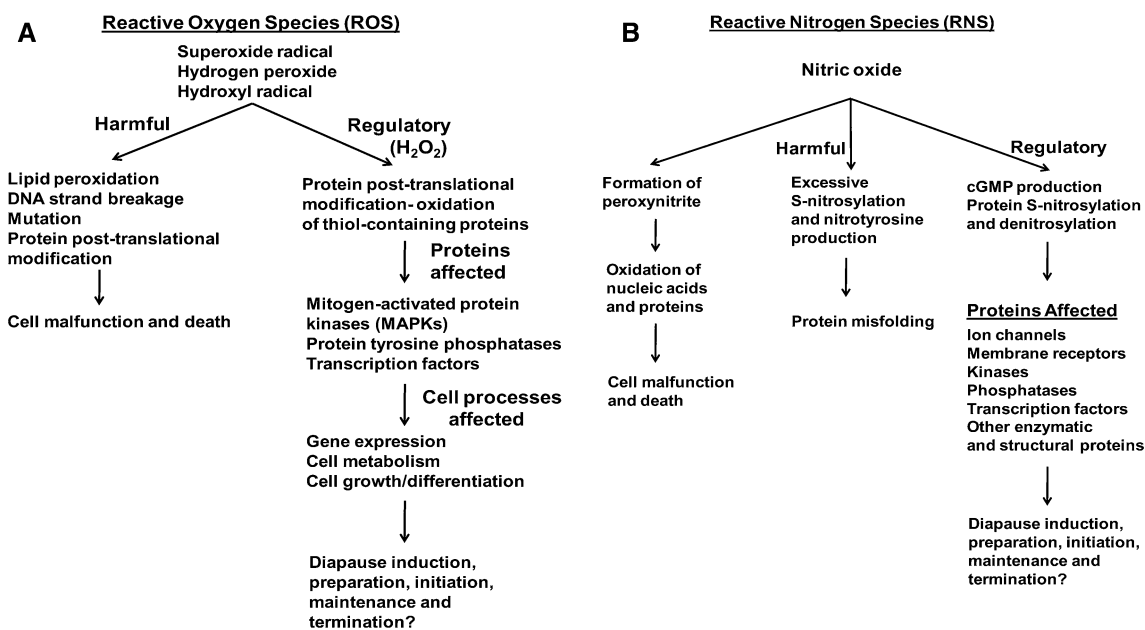 A
Reactive Oxygen Species (ROS)
Superoxide radical
Hydrogen peroxide
Hydroxyl radical
Harmful
Regulatory
(H₂O₂)
Lipid peroxidation
DNA strand breakage
Mutation
Protein post-translational
modification
Cell malfunction and death
Protein post-translational
modification-oxidation
of thiol-containing proteins
Proteins
affected
Mitogen-activated protein
kinases (MAPKs)
Protein tyrosine phosphatases
Transcription factors
Cell processes
affected
Gene expression
Cell metabolism
Cell growth/differentiation
Diapause induction,
preparation, initiation,
maintenance and
termination?
B
Reactive Nitrogen Species (RNS)
Nitric oxide
Harmful
Regulatory
Formation of
peroxynitrite
Oxidation of
nucleic acids
and proteins
Cell malfunction
and death
Excessive
S-nitrosylation
and nitrotyrosine
production
Protein misfolding
cGMP production
Protein S-nitrosylation
and denitrosylation
Proteins Affected
Ion channels
Membrane receptors
Kinases
Phosphatases
Transcription factors
Other enzymatic
and structural proteins
Diapause induction,
preparation, initiation,
maintenance and
termination?